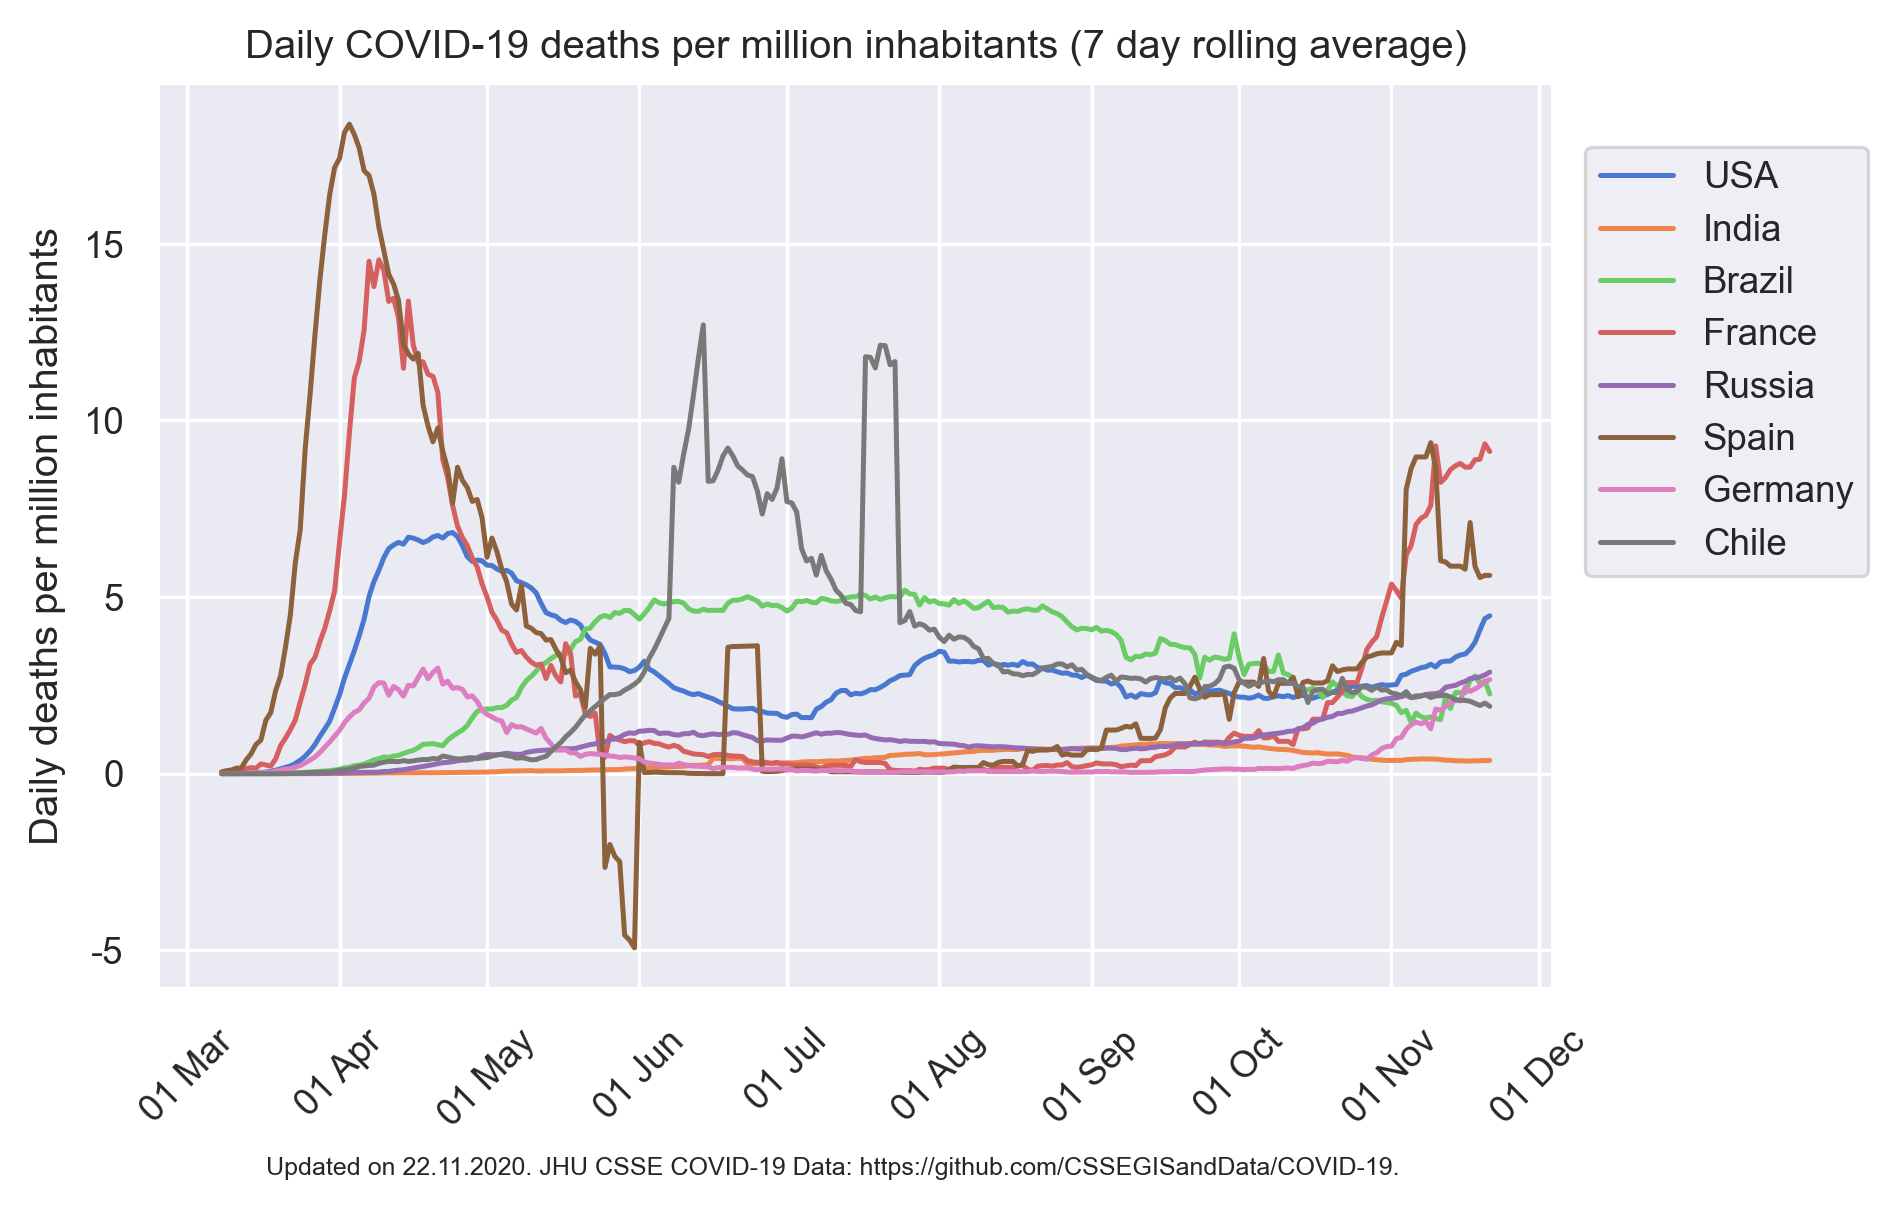 Daily COVID-19 deaths per million inhabitants (7 day rolling average)
Daily deaths per million inhabitants
15
10
5
0
-5
01 Mar
01 Apr
01 May
01 Jun
01 Jul
01 Aug
01 Sep
01 Oct
01 Nov
01 Dec
USA
India
Brazil
France
Russia
Spain
Germany
Chile
Updated on 22.11.2020. JHU CSSE COVID-19 Data: https://github.com/CSSEGISandData/COVID-19.